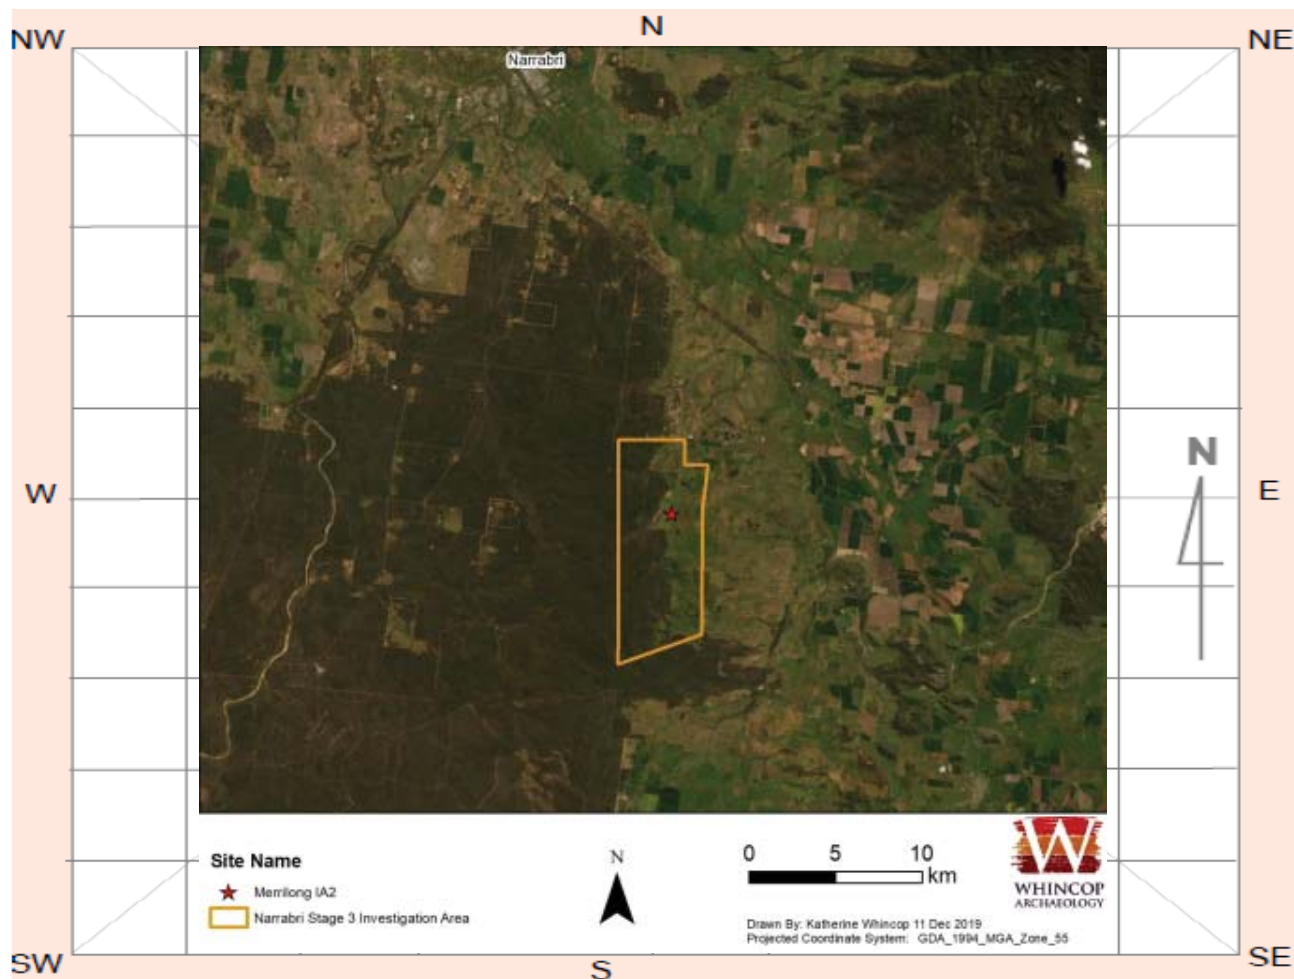 N
NW
NE
Narrabri
N
W
E
0 5 10
km
Site Name
N
Merrilong IA2
Narrabri Stage 3 Investigation Area
W
WHINCOP
ARCHAEOLOGY
Drawn By: Katherine Whincop 11 Dec 2019
Projected Coordinate System: GDA_1994_MGA_Zone_55
SW
S
SE